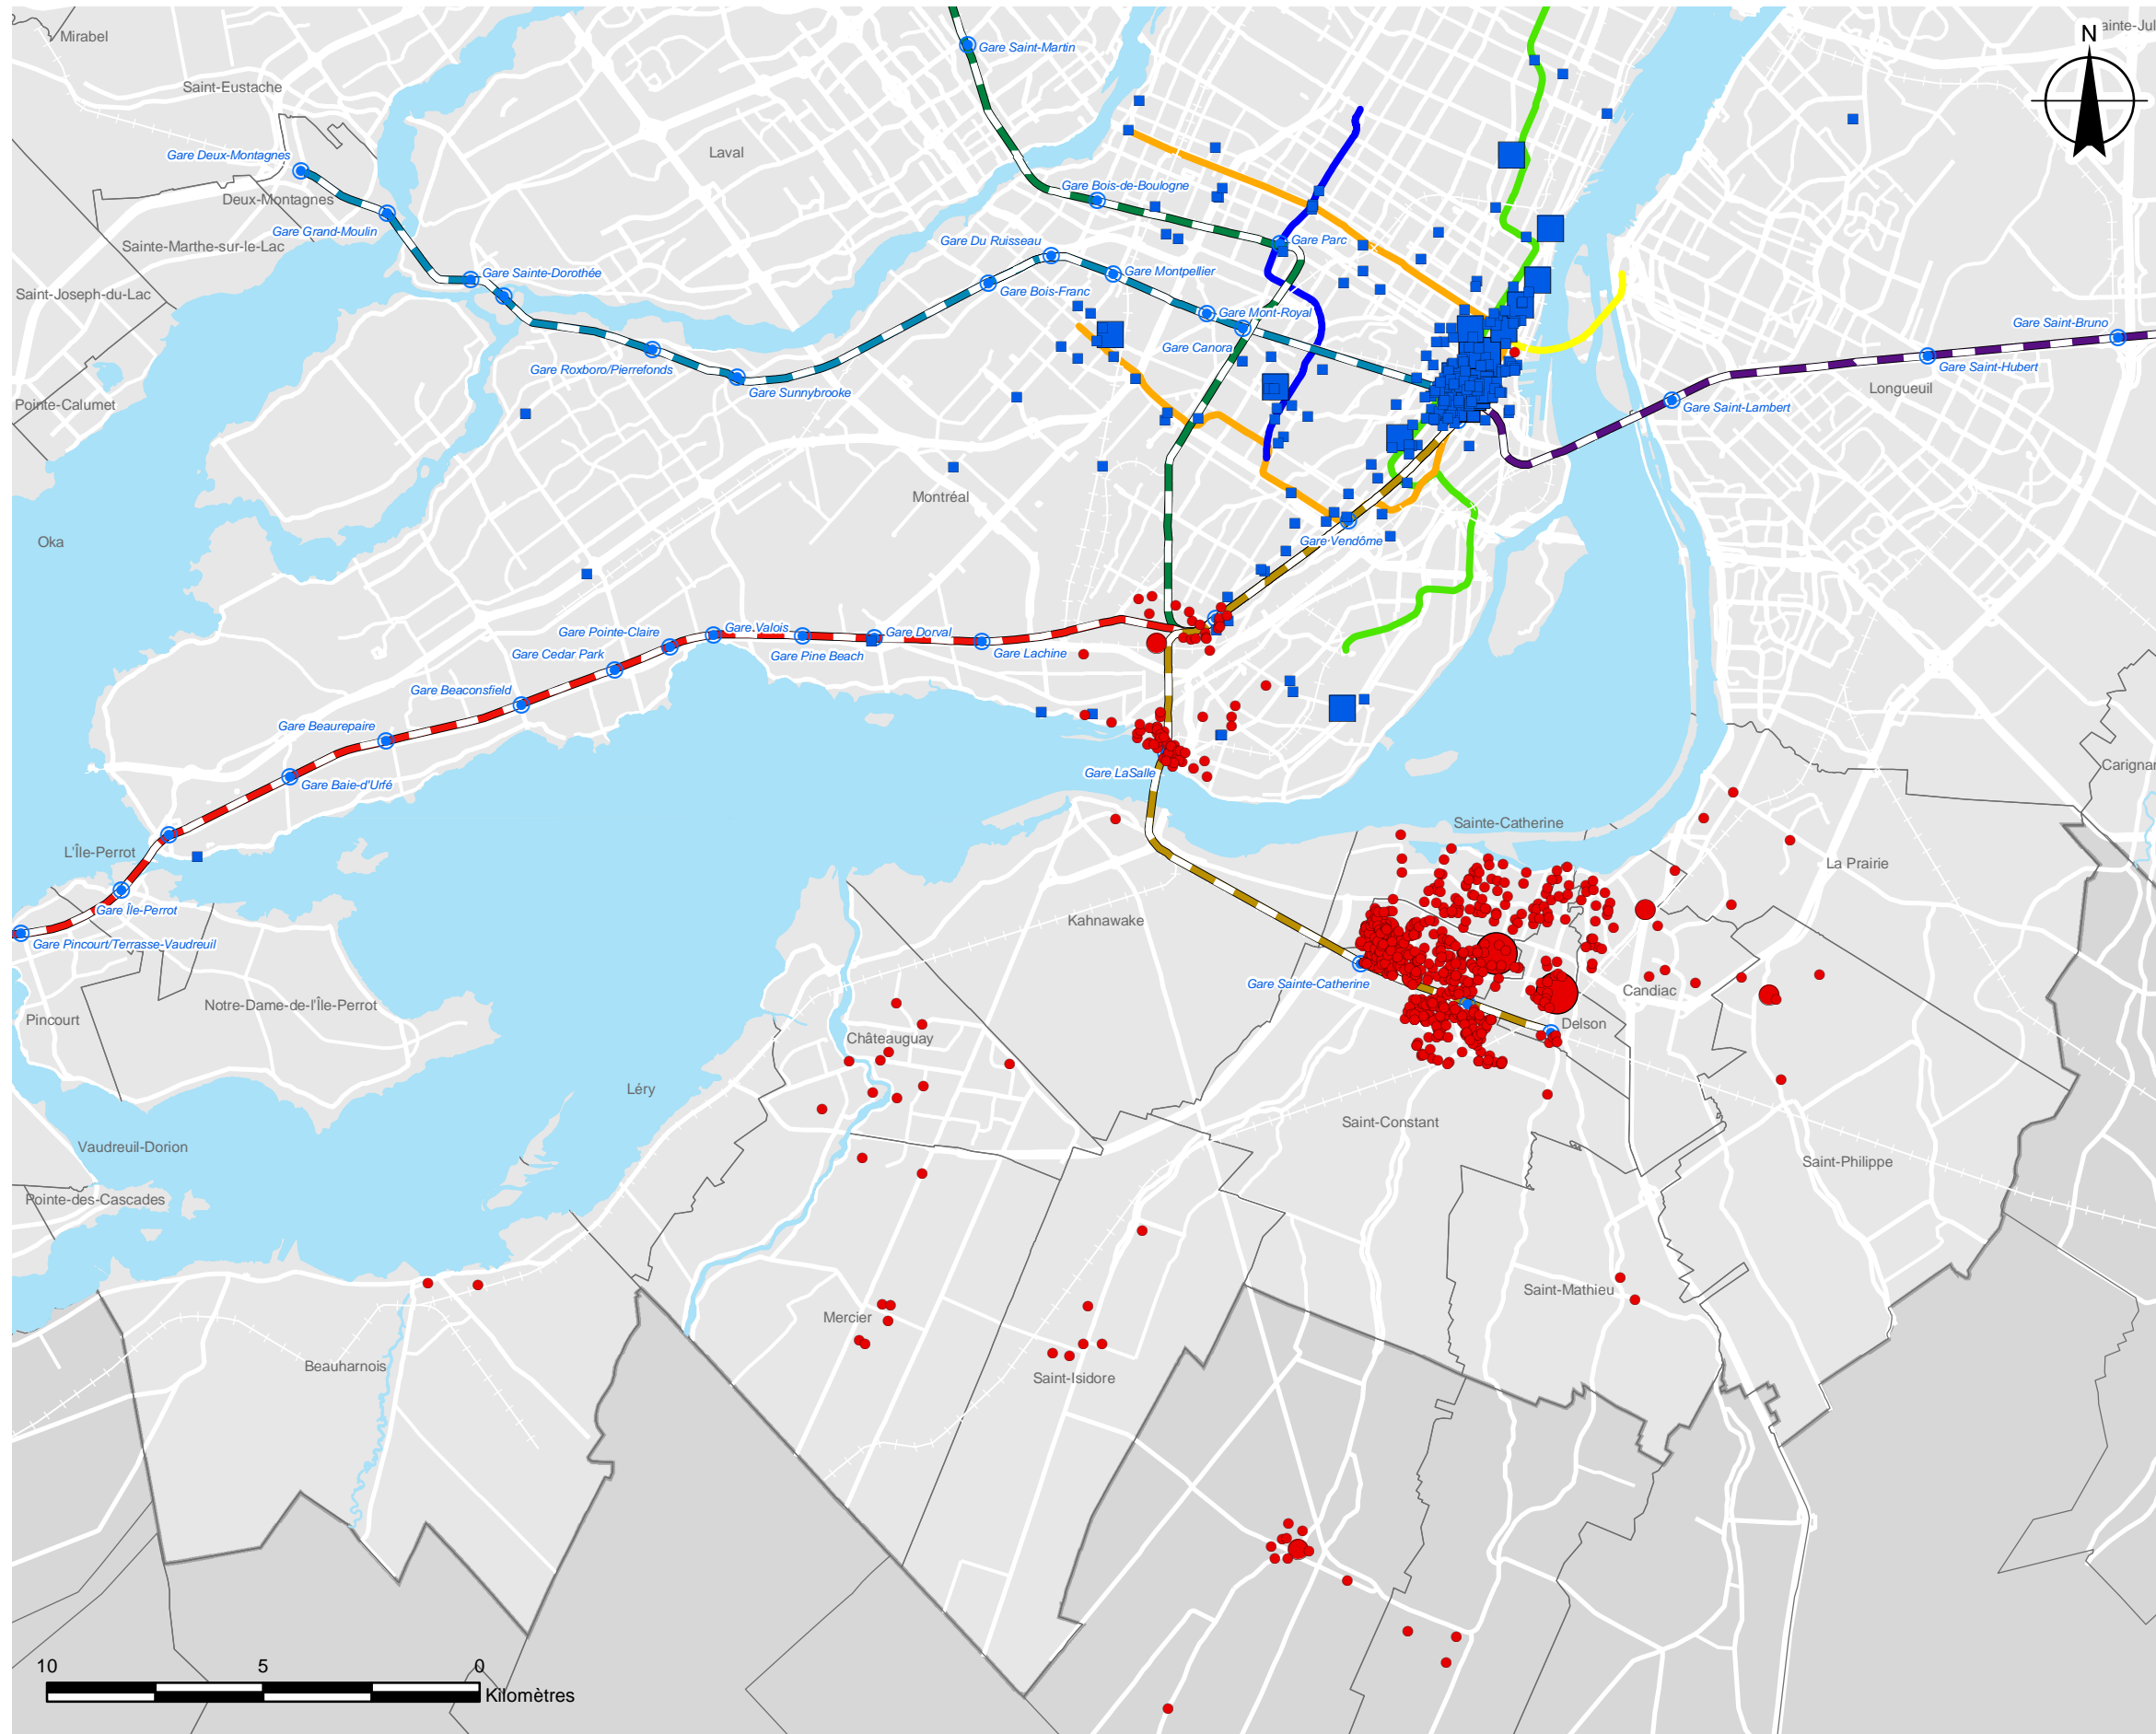 Mirabel
Gare Saint-Martin
N
Saint-Eustache
Laval
Gare Deux-Montagnes
Gare Bois-de-Boulogne
Deux-Montagnes
Gare Grand-Moulin
Sainte-Marthe-sur-le-Lac
Gare Du Ruisseau
Gare Parc
Gare Sainte-Dorothée
Gare Montpellier
Gare Bois-Franc
Saint-Joseph-du-Lac
Gare Mont-Royal
Gare Saint-Bruno
Gare Canora
Gare Saint-Hubert
Gare Roxboro/Pierrefonds
Gare Sunnybrooke
Longueuil
Pointe-Calumet
Gare Saint-Lambert
Montréal
Oka
Gare Vendôme
Gare Pointe-Claire
Gare Valois
Gare Dorval
Gare Cedar Park
Gare Pine Beach
Gare Lachine
Gare Beaconsfield
Gare Beaurepaire
Gare Baie-d'Urfé
Gare LaSalle
Carignan
Sainte-Catherine
L'Île-Perrot
La Prairie
Gare Île-Perrot
Kahnawake
Gare Pincourt/Terrasse-Vaudreuil
Gare Sainte-Catherine
Candiac
Notre-Dame-de-l'Île-Perrot
Pincourt
Delson
Châteauguay
Léry
Saint-Constant
Vaudreuil-Dorion
Saint-Philippe
Pointe-des-Cascades
Saint-Mathieu
Mercier
Beauharnois
Saint-Isidore
10 5 0
Kilomètres